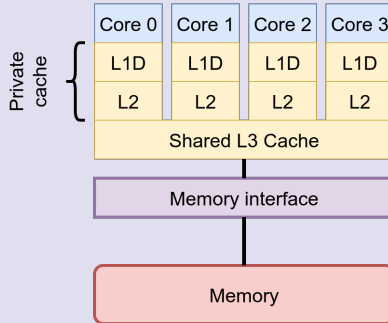 Core 0 Core 1 Core 2 Core 3
Private
cache
L1D L1D L1D L1D
L2 L2 L2 L2
Shared L3 Cache
Memory interface
Memory